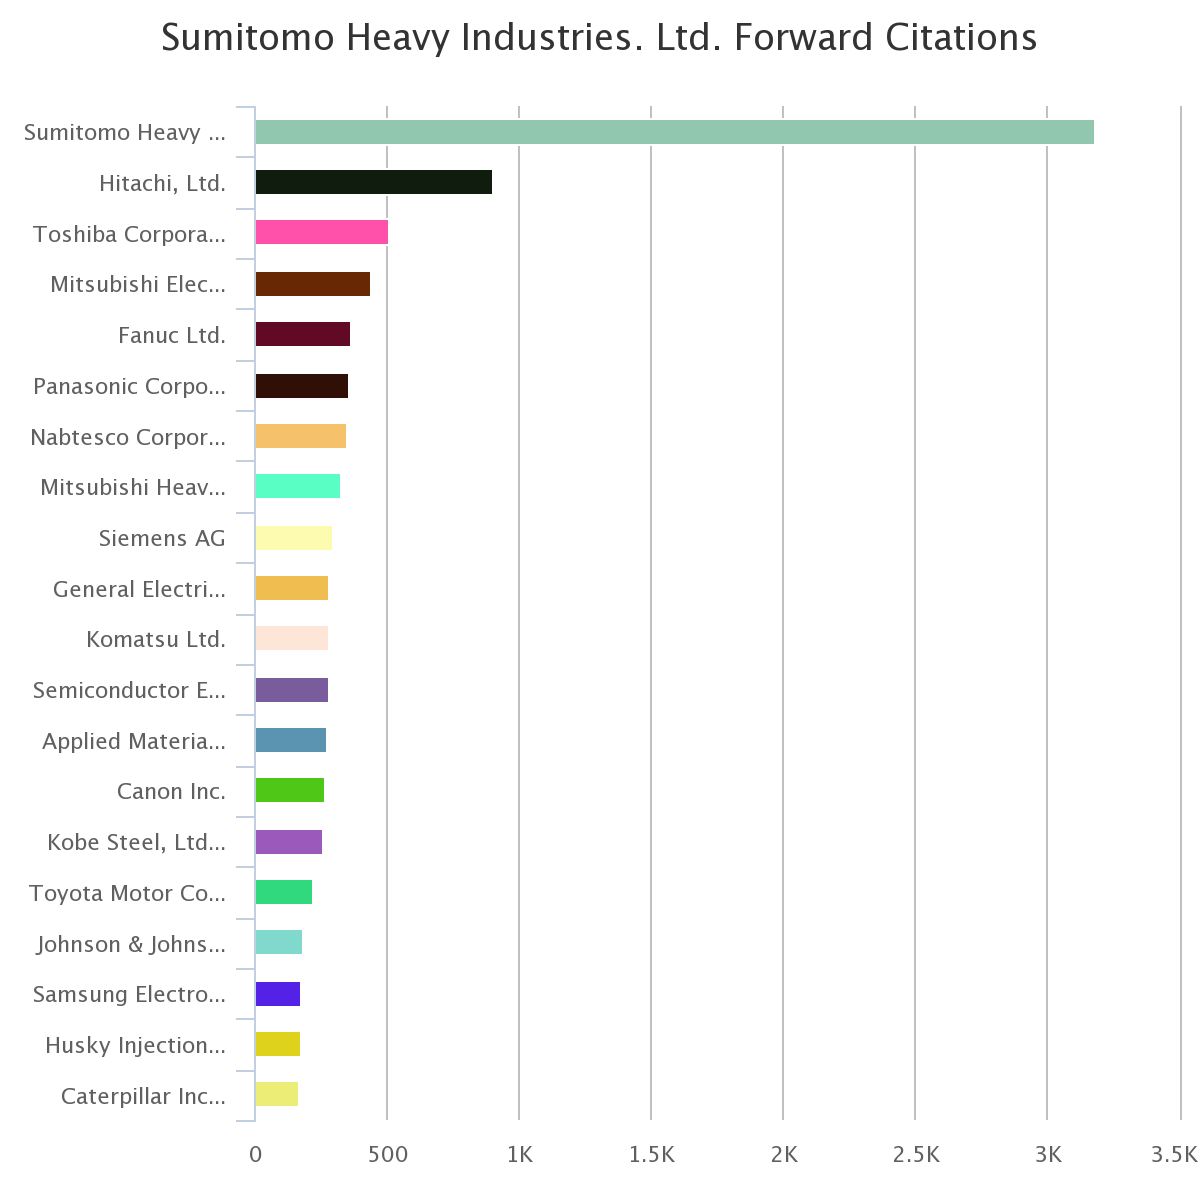 Sumitomo Heavy Industries. Ltd. Forward Citations
Sumitomo Heavy ...
Hitachi, Ltd.
Toshiba Corpora...
Mitsubishi Elec...
Fanuc Ltd.
Panasonic Corpo...
Nabtesco Corpor...
Mitsubishi Heav...
Siemens AG
General Electri...
Komatsu Ltd.
Semiconductor E...
Applied Materia...
Canon Inc.
Kobe Steel, Ltd...
Toyota Motor Co...
Johnson & Johns...
Samsung Electro...
Husky Injection...
Caterpillar Inc...
0 500 1K 1.5K 2K 2.5K 3K 3.5K